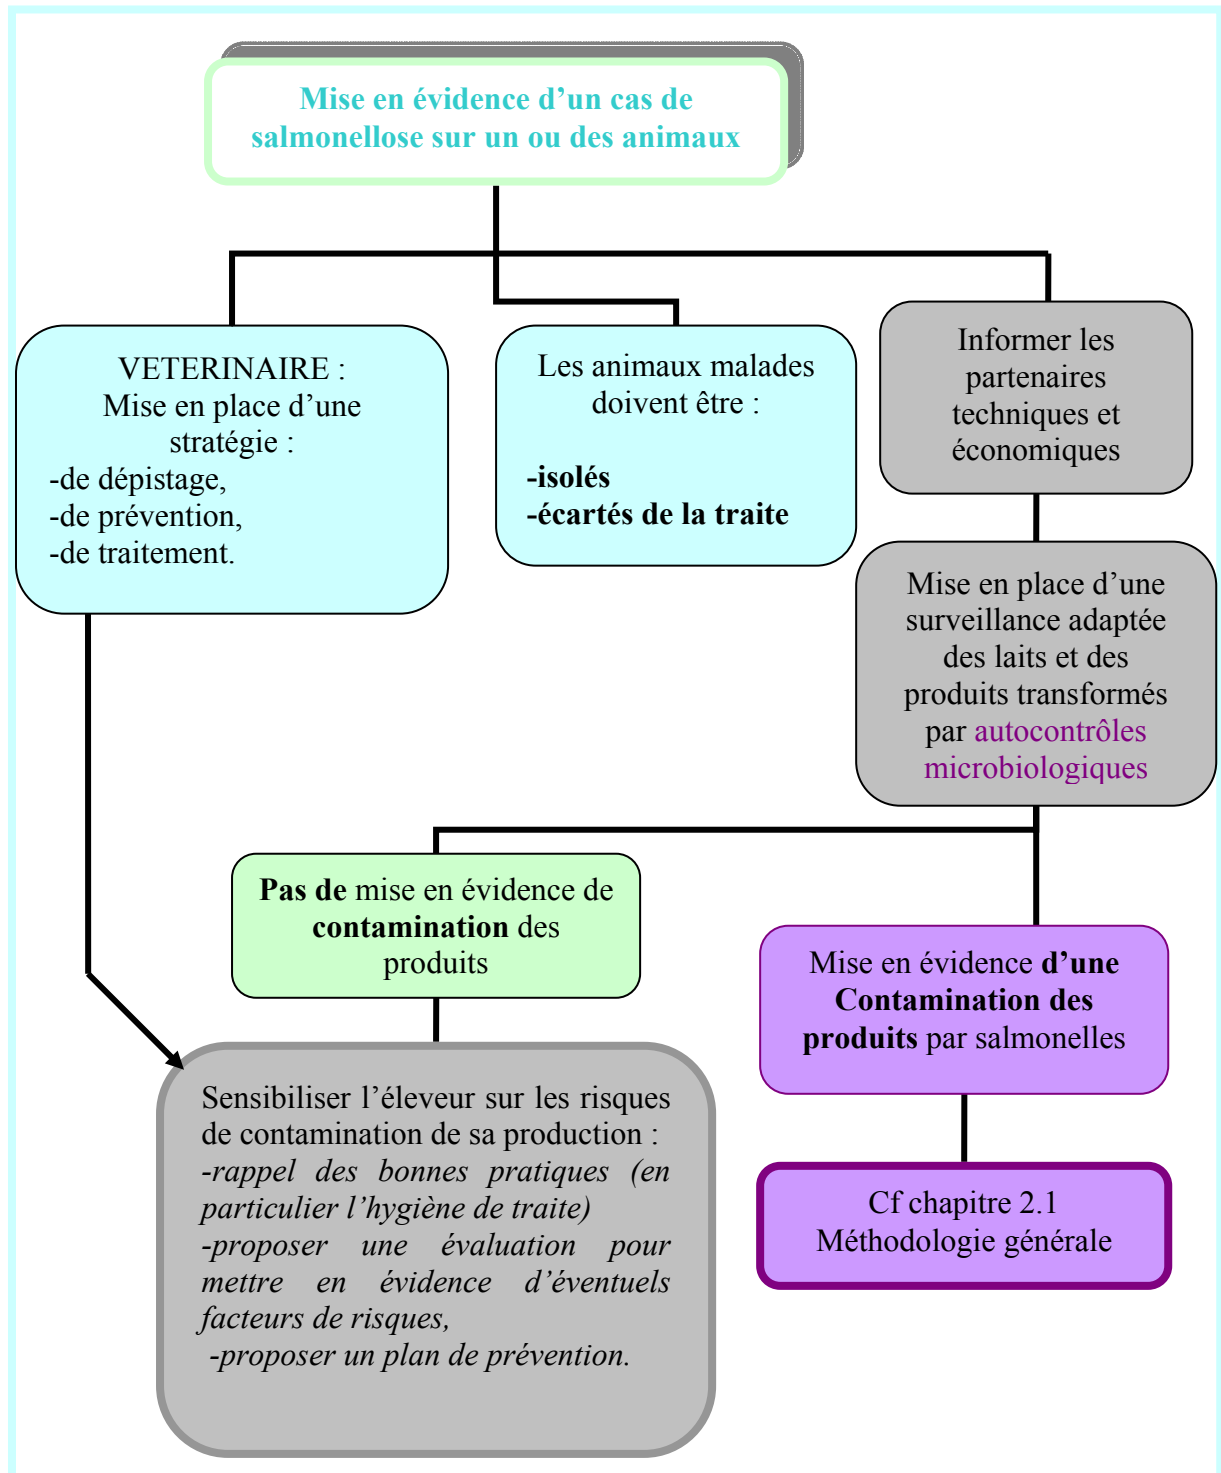 Mise en évidence d’un cas de
salmonellose sur un ou des animaux
VETERINAIRE :
Mise en place d’une
stratégie :
-de dépistage,
-de prévention,
-de traitement.
Les animaux malades
doivent être :
-isolés
-écartés de la traite
Informer les
partenaires
techniques et
économiques
Mise en place d’une
surveillance adaptée
des laits et des
produits transformés
par autocontrôles
microbiologiques
Pas de mise en évidence de
contamination des
produits
Mise en évidence d’une
Contamination des
produits par salmonelles
Sensibiliser l’éleveur sur les risques
de contamination de sa production :
-rappel des bonnes pratiques (en
particulier l’hygiène de traite)
-proposer une évaluation pour
mettre en évidence d’éventuels
facteurs de risques,
-proposer un plan de prévention.
Cf chapitre 2.1
Méthodologie générale